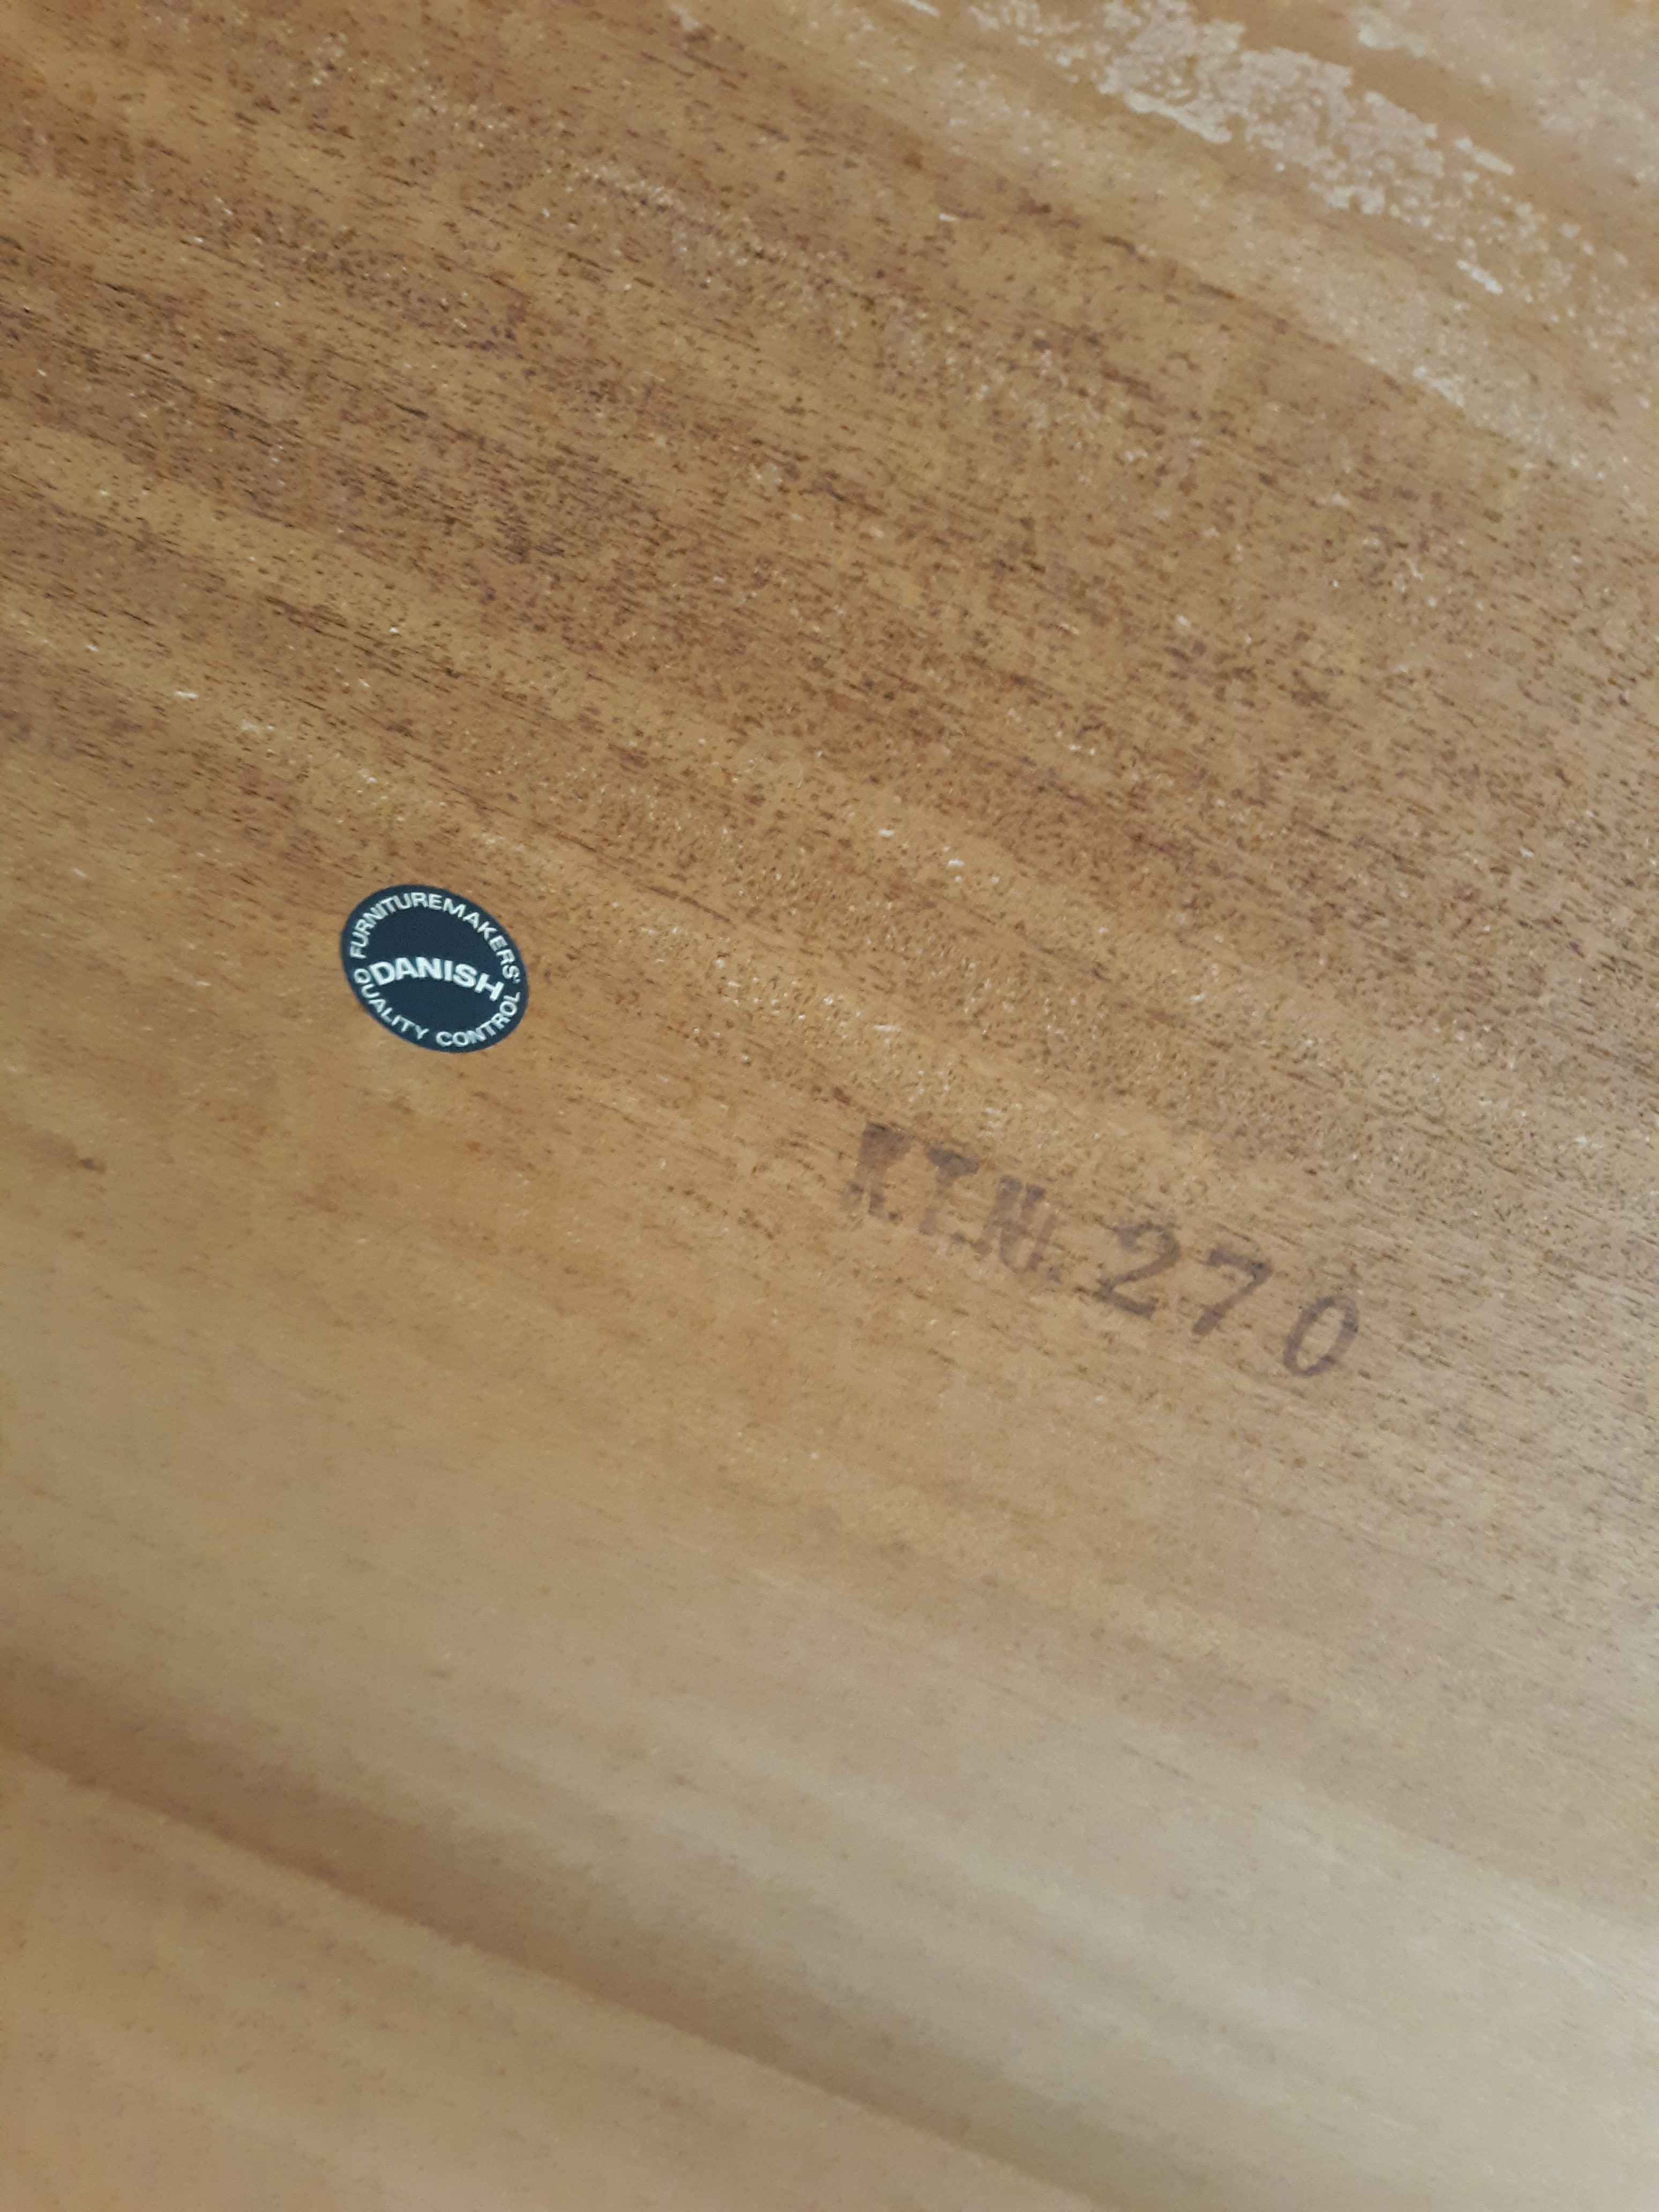 FURNITUREMAKERS'
DANISH
QUALITY CONTROL
270